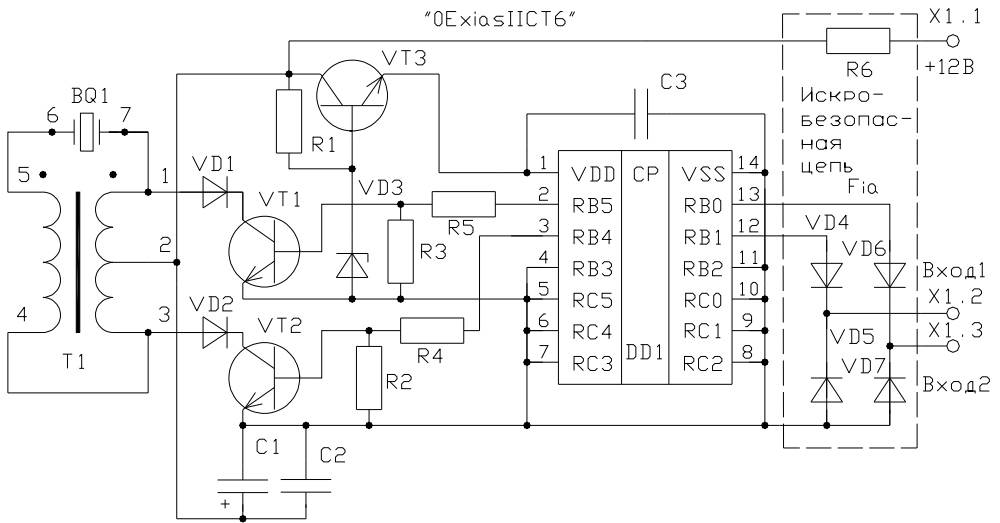 "0ExiasIICT6"
X1.1
VT3
R6
+12В
BQ1
C3
6
7
Искро-
безопас-
ная
цепь
Fia
R1
5
1
VD1
VD3
1
VDD
CP
VSS
14
VT1
2
RB5
RB0
13
R5
3
RB4
RB1
12
VD4
2
R3
4
RB3
RB2
11
VD6
Вход1
5
RC5
RC0
10
X1.2
4
3
VD2
VT2
6
RC4
RC1
9
VD5
X1.3
T1
R4
7
RC3
DD1
RC2
8
VD7
R2
Вход2
C1
C2
+